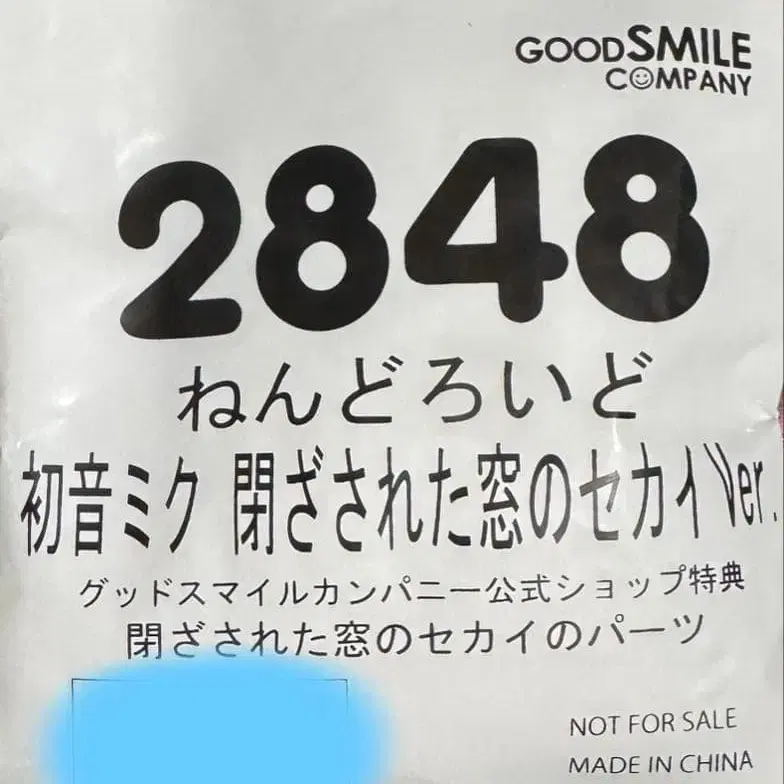 GOODSMILE
COMPANY
2848
ねんどろいど
初音ミク 閉ざされた窓のセカイ Ver.
グッドスマイルカンパニー公式ショップ特典
閉ざされた窓のセカイのパーツ
NOT FOR SALE
MADE IN CHINA